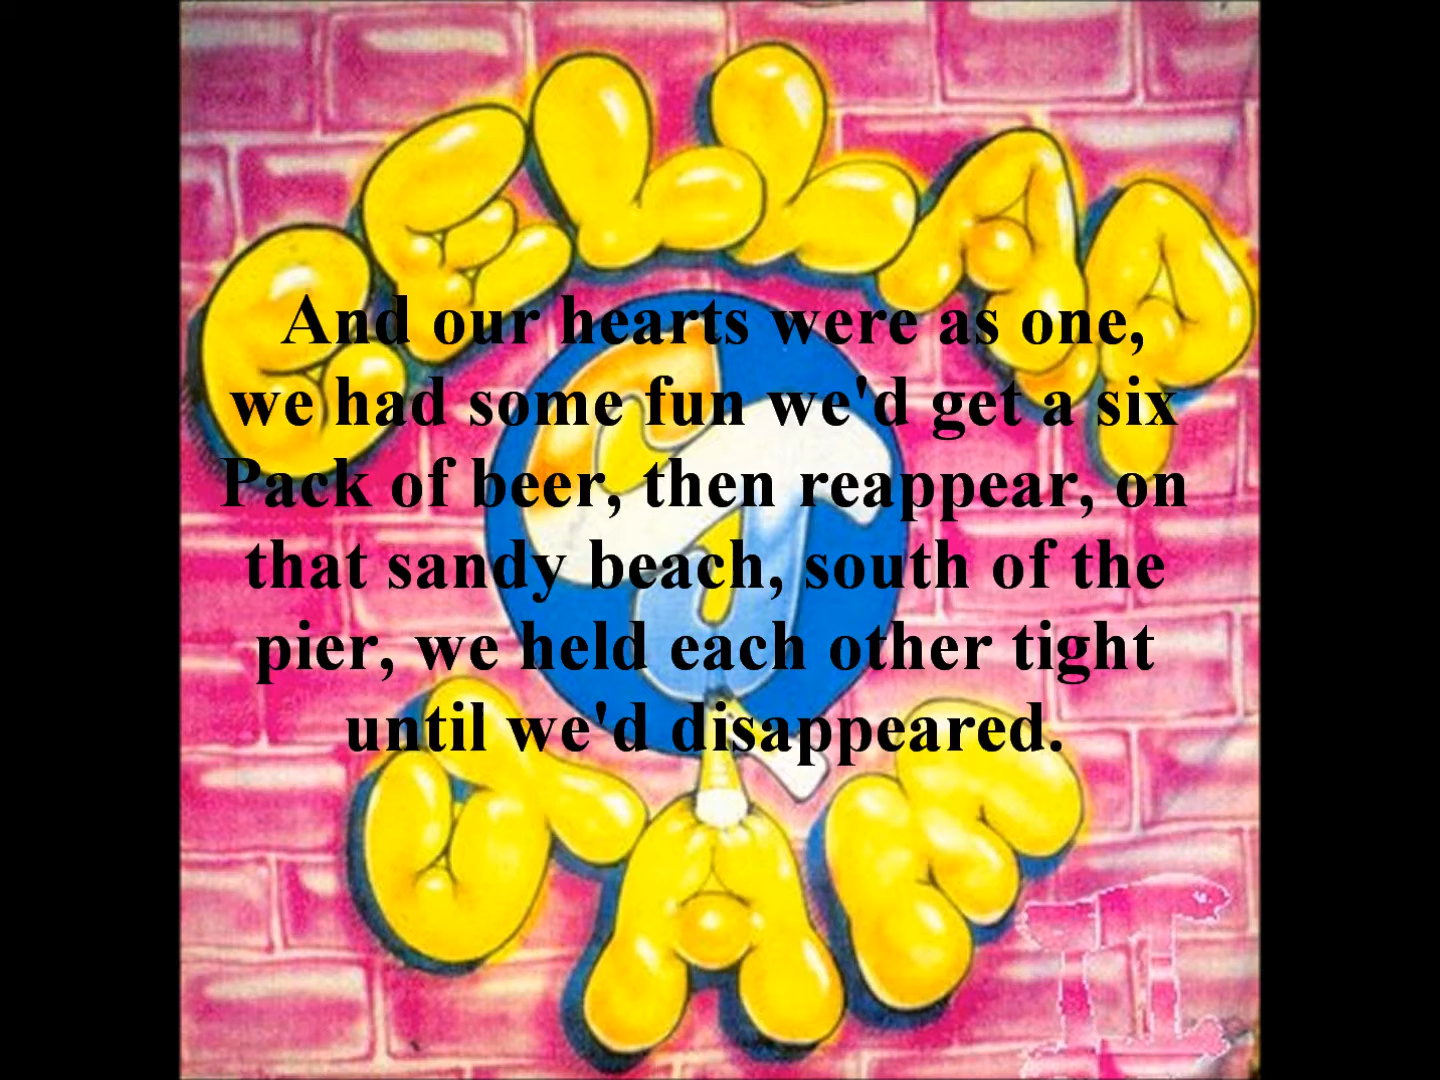 CELLAR
And our hearts were as one,
we had some fun we'd get a six
Pack of beer, then reappear, on
that sandy beach, south of the
pier, we held each other tight
until we'd disappeared.